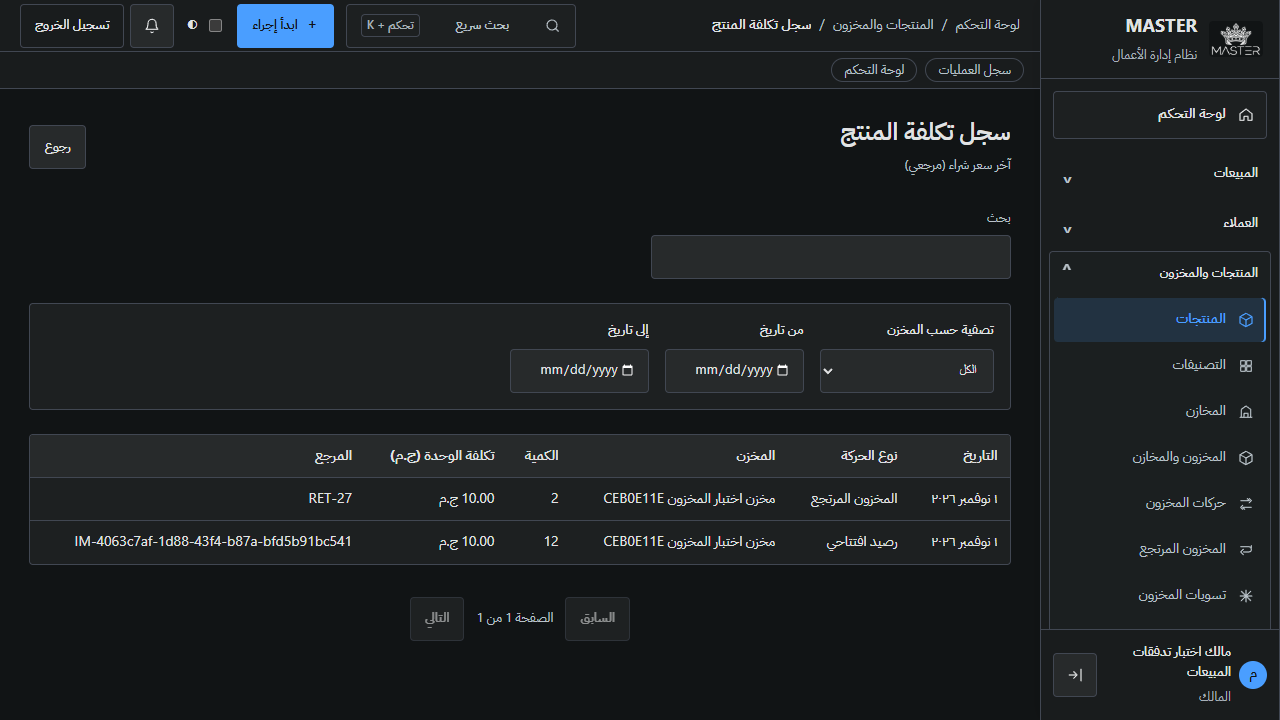 MASTER
MASTER
نظام إدارة الأعمال
لوحة التحكم
المبيعات
العملاء
المنتجات والمخزون
المنتجات
التصنيفات
المخازن
المخزون والمخازن
حركات المخزون
المخزون المرتجع
تسويات المخزون
مالك اختبار تدفقات المبيعات
المالك
م
لوحة التحكم / المنتجات والمخزون / سجل تكلفة المنتج
بحث سريع تحكم + K
+ ابدأ إجراء
تسجيل الخروج
سجل العمليات لوحة التحكم
سجل تكلفة المنتج
آخر سعر شراء (مرجعي)
رجوع
بحث
تصفية حسب المخزن من تاريخ إلى تاريخ
الكل mm/dd/yyyy mm/dd/yyyy
التاريخ نوع الحركة المخزن الكمية تكلفة الوحدة (ج.م) المرجع
١ نوفمبر ٢٠٢٦ المخزون المرتجع مخزن اختبار المخزون CEB0E11E 2 10.00 ج.م RET-27
١ نوفمبر ٢٠٢٦ رصيد افتتاحي مخزن اختبار المخزون CEB0E11E 12 10.00 ج.م IM-4063c7af-1d88-43f4-b87a-bfd5b91bc541
السابق الصفحة 1 من 1 التالي